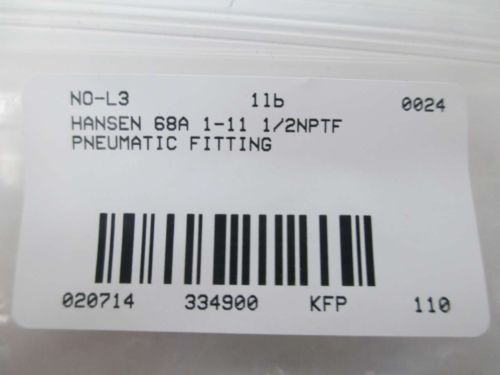 NO-L3 1lb 0024
HANSEN 68A 1-11 1/2NPTF
PNEUMATIC FITTING
020714 334900 KFP 110